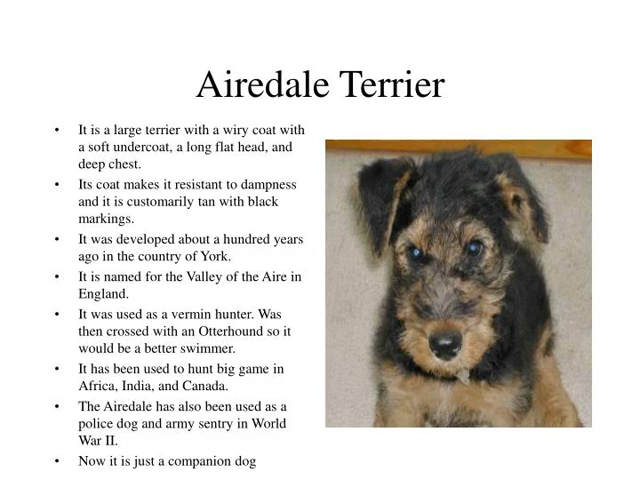 Airedale Terrier
• It is a large terrier with a wiry coat with
a soft undercoat, a long flat head, and
deep chest.
• Its coat makes it resistant to dampness
and it is customarily tan with black
markings.
• It was developed about a hundred years
ago in the country of York.
• It is named for the Valley of the Aire in
England.
• It was used as a vermin hunter. Was
then crossed with an Otterhound so it
would be a better swimmer.
• It has been used to hunt big game in
Africa, India, and Canada.
• The Airedale has also been used as a
police dog and army sentry in World
War II.
• Now it is just a companion dog